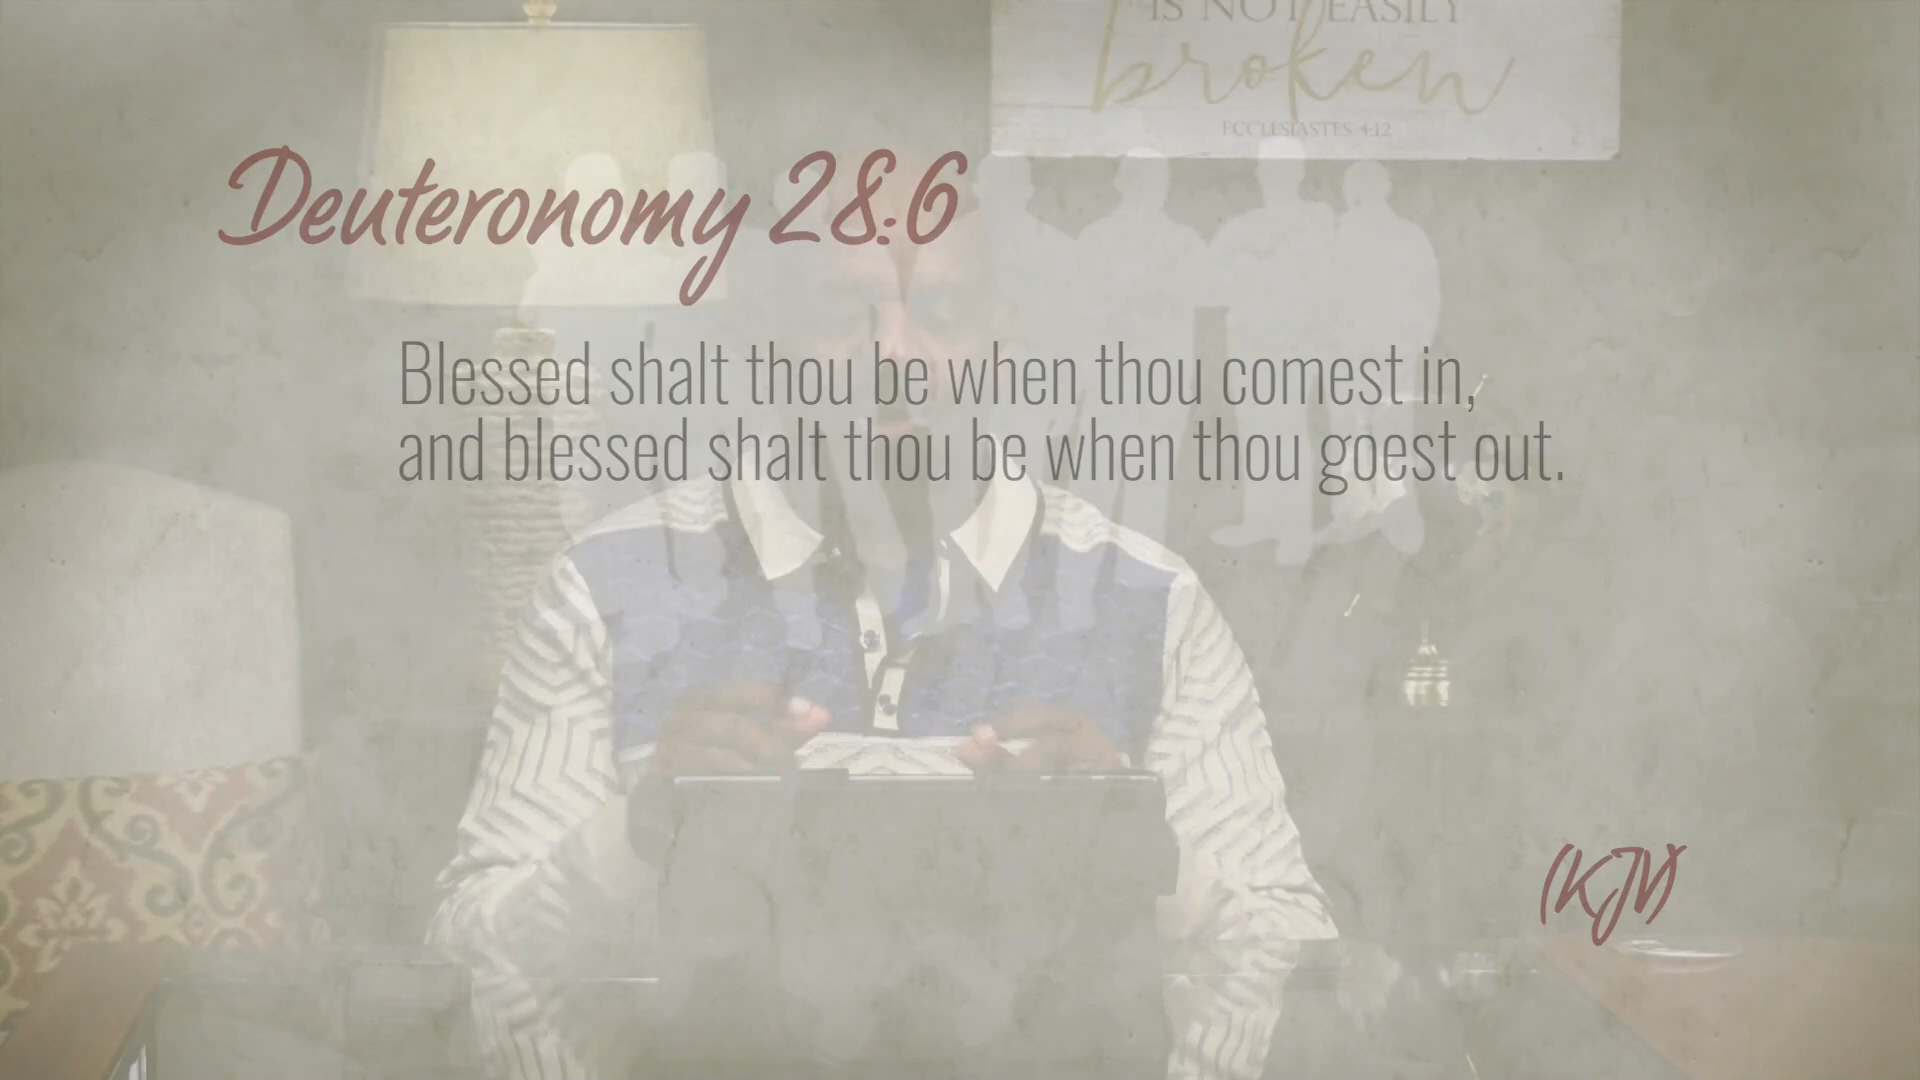 IS NOT EASILY
broken
ECCLESIASTES 4:12
Deuteronomy 28:6
Blessed shalt thou be when thou comest in,
and blessed shalt thou be when thou goest out.
(KJV)